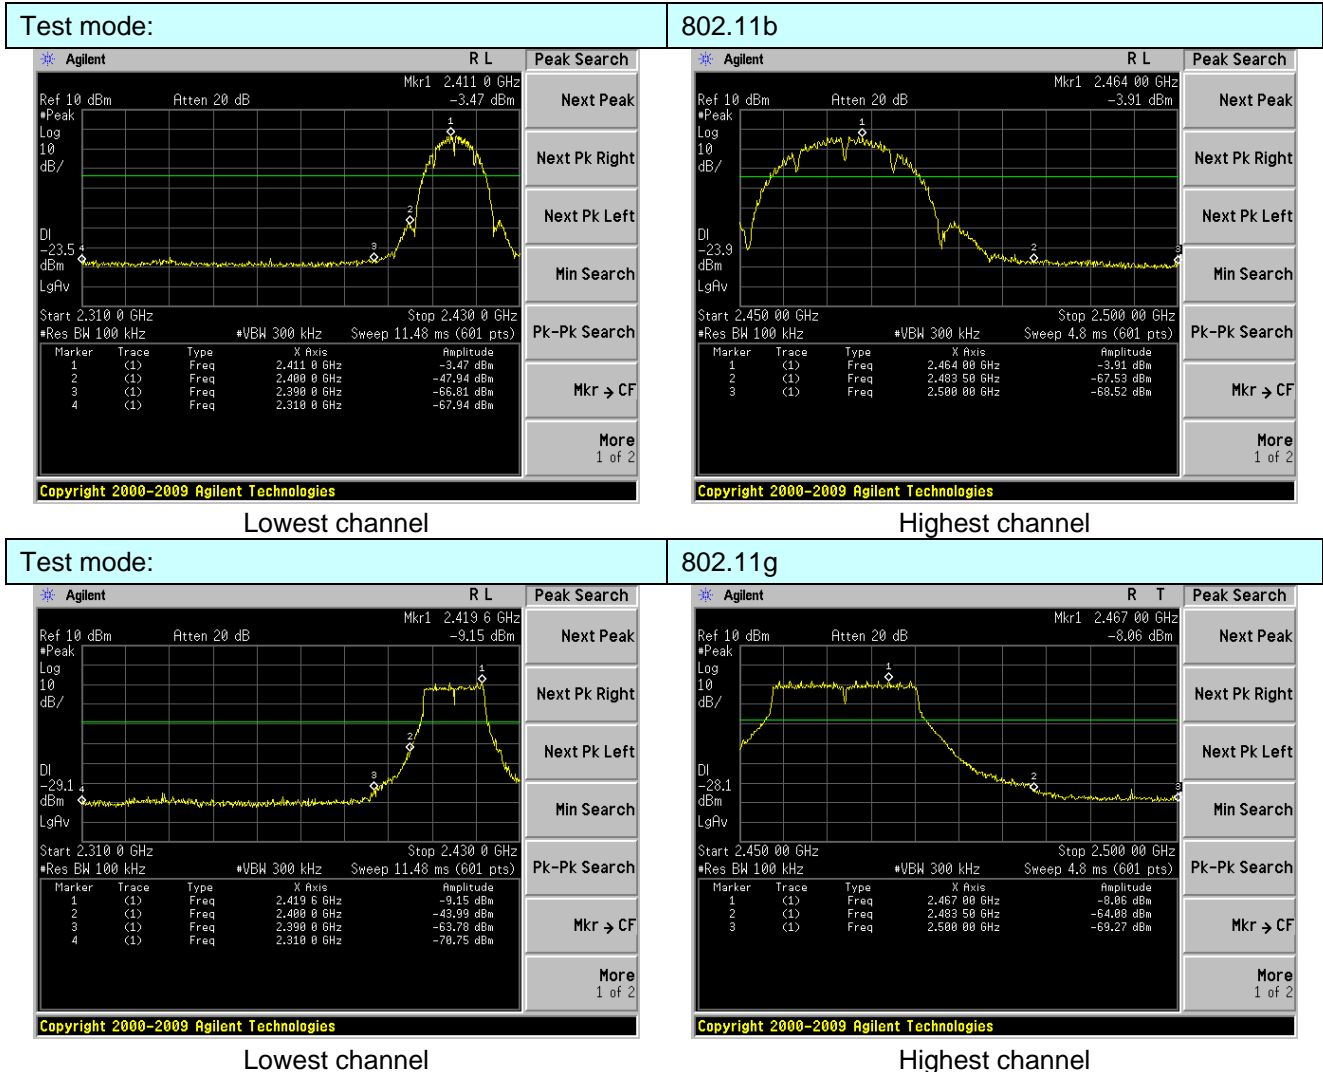 Test mode: 802.11b
Agilent R L Peak Search
Mkr1 2.411 0 GHz
Ref 10 dBm Atten 20 dB -3.47 dBm
#Peak
Log
10
dB/
DI
-23.5
dBm
LgAv
1
2
3
4
Start 2.310 0 GHz Stop 2.430 0 GHz
#Res BW 100 kHz #VBW 300 kHz Sweep 11.48 ms (601 pts)
Marker Trace Type X Axis Amplitude
1 (1) Freq 2.411 0 GHz -3.47 dBm
2 (1) Freq 2.400 0 GHz -47.94 dBm
3 (1) Freq 2.390 0 GHz -66.81 dBm
4 (1) Freq 2.310 0 GHz -67.94 dBm
Next Peak
Next Pk Right
Next Pk Left
Min Search
Pk-Pk Search
Mkr → CF
More
1 of 2
Copyright 2000-2009 Agilent Technologies
Lowest channel
Agilent R L Peak Search
Mkr1 2.464 00 GHz
Ref 10 dBm Atten 20 dB -3.91 dBm
#Peak
Log
10
dB/
DI
-23.9
dBm
LgAv
1
2
3
Start 2.450 00 GHz Stop 2.500 00 GHz
#Res BW 100 kHz #VBW 300 kHz Sweep 4.8 ms (601 pts)
Marker Trace Type X Axis Amplitude
1 (1) Freq 2.464 00 GHz -3.91 dBm
2 (1) Freq 2.483 50 GHz -67.53 dBm
3 (1) Freq 2.500 00 GHz -68.52 dBm
Next Peak
Next Pk Right
Next Pk Left
Min Search
Pk-Pk Search
Mkr → CF
More
1 of 2
Copyright 2000-2009 Agilent Technologies
Highest channel
Test mode: 802.11g
Agilent R L Peak Search
Mkr1 2.419 6 GHz
Ref 10 dBm Atten 20 dB -9.15 dBm
#Peak
Log
10
dB/
DI
-29.1
dBm
LgAv
1
2
3
4
Start 2.310 0 GHz Stop 2.430 0 GHz
#Res BW 100 kHz #VBW 300 kHz Sweep 11.48 ms (601 pts)
Marker Trace Type X Axis Amplitude
1 (1) Freq 2.419 6 GHz -9.15 dBm
2 (1) Freq 2.400 0 GHz -43.99 dBm
3 (1) Freq 2.390 0 GHz -63.78 dBm
4 (1) Freq 2.310 0 GHz -70.75 dBm
Next Peak
Next Pk Right
Next Pk Left
Min Search
Pk-Pk Search
Mkr → CF
More
1 of 2
Copyright 2000-2009 Agilent Technologies
Lowest channel
Agilent R T Peak Search
Mkr1 2.467 00 GHz
Ref 10 dBm Atten 20 dB -8.06 dBm
#Peak
Log
10
dB/
DI
-28.1
dBm
LgAv
1
2
3
Start 2.450 00 GHz Stop 2.500 00 GHz
#Res BW 100 kHz #VBW 300 kHz Sweep 4.8 ms (601 pts)
Marker Trace Type X Axis Amplitude
1 (1) Freq 2.467 00 GHz -8.06 dBm
2 (1) Freq 2.483 50 GHz -64.08 dBm
3 (1) Freq 2.500 00 GHz -69.27 dBm
Next Peak
Next Pk Right
Next Pk Left
Min Search
Pk-Pk Search
Mkr → CF
More
1 of 2
Copyright 2000-2009 Agilent Technologies
Highest channel